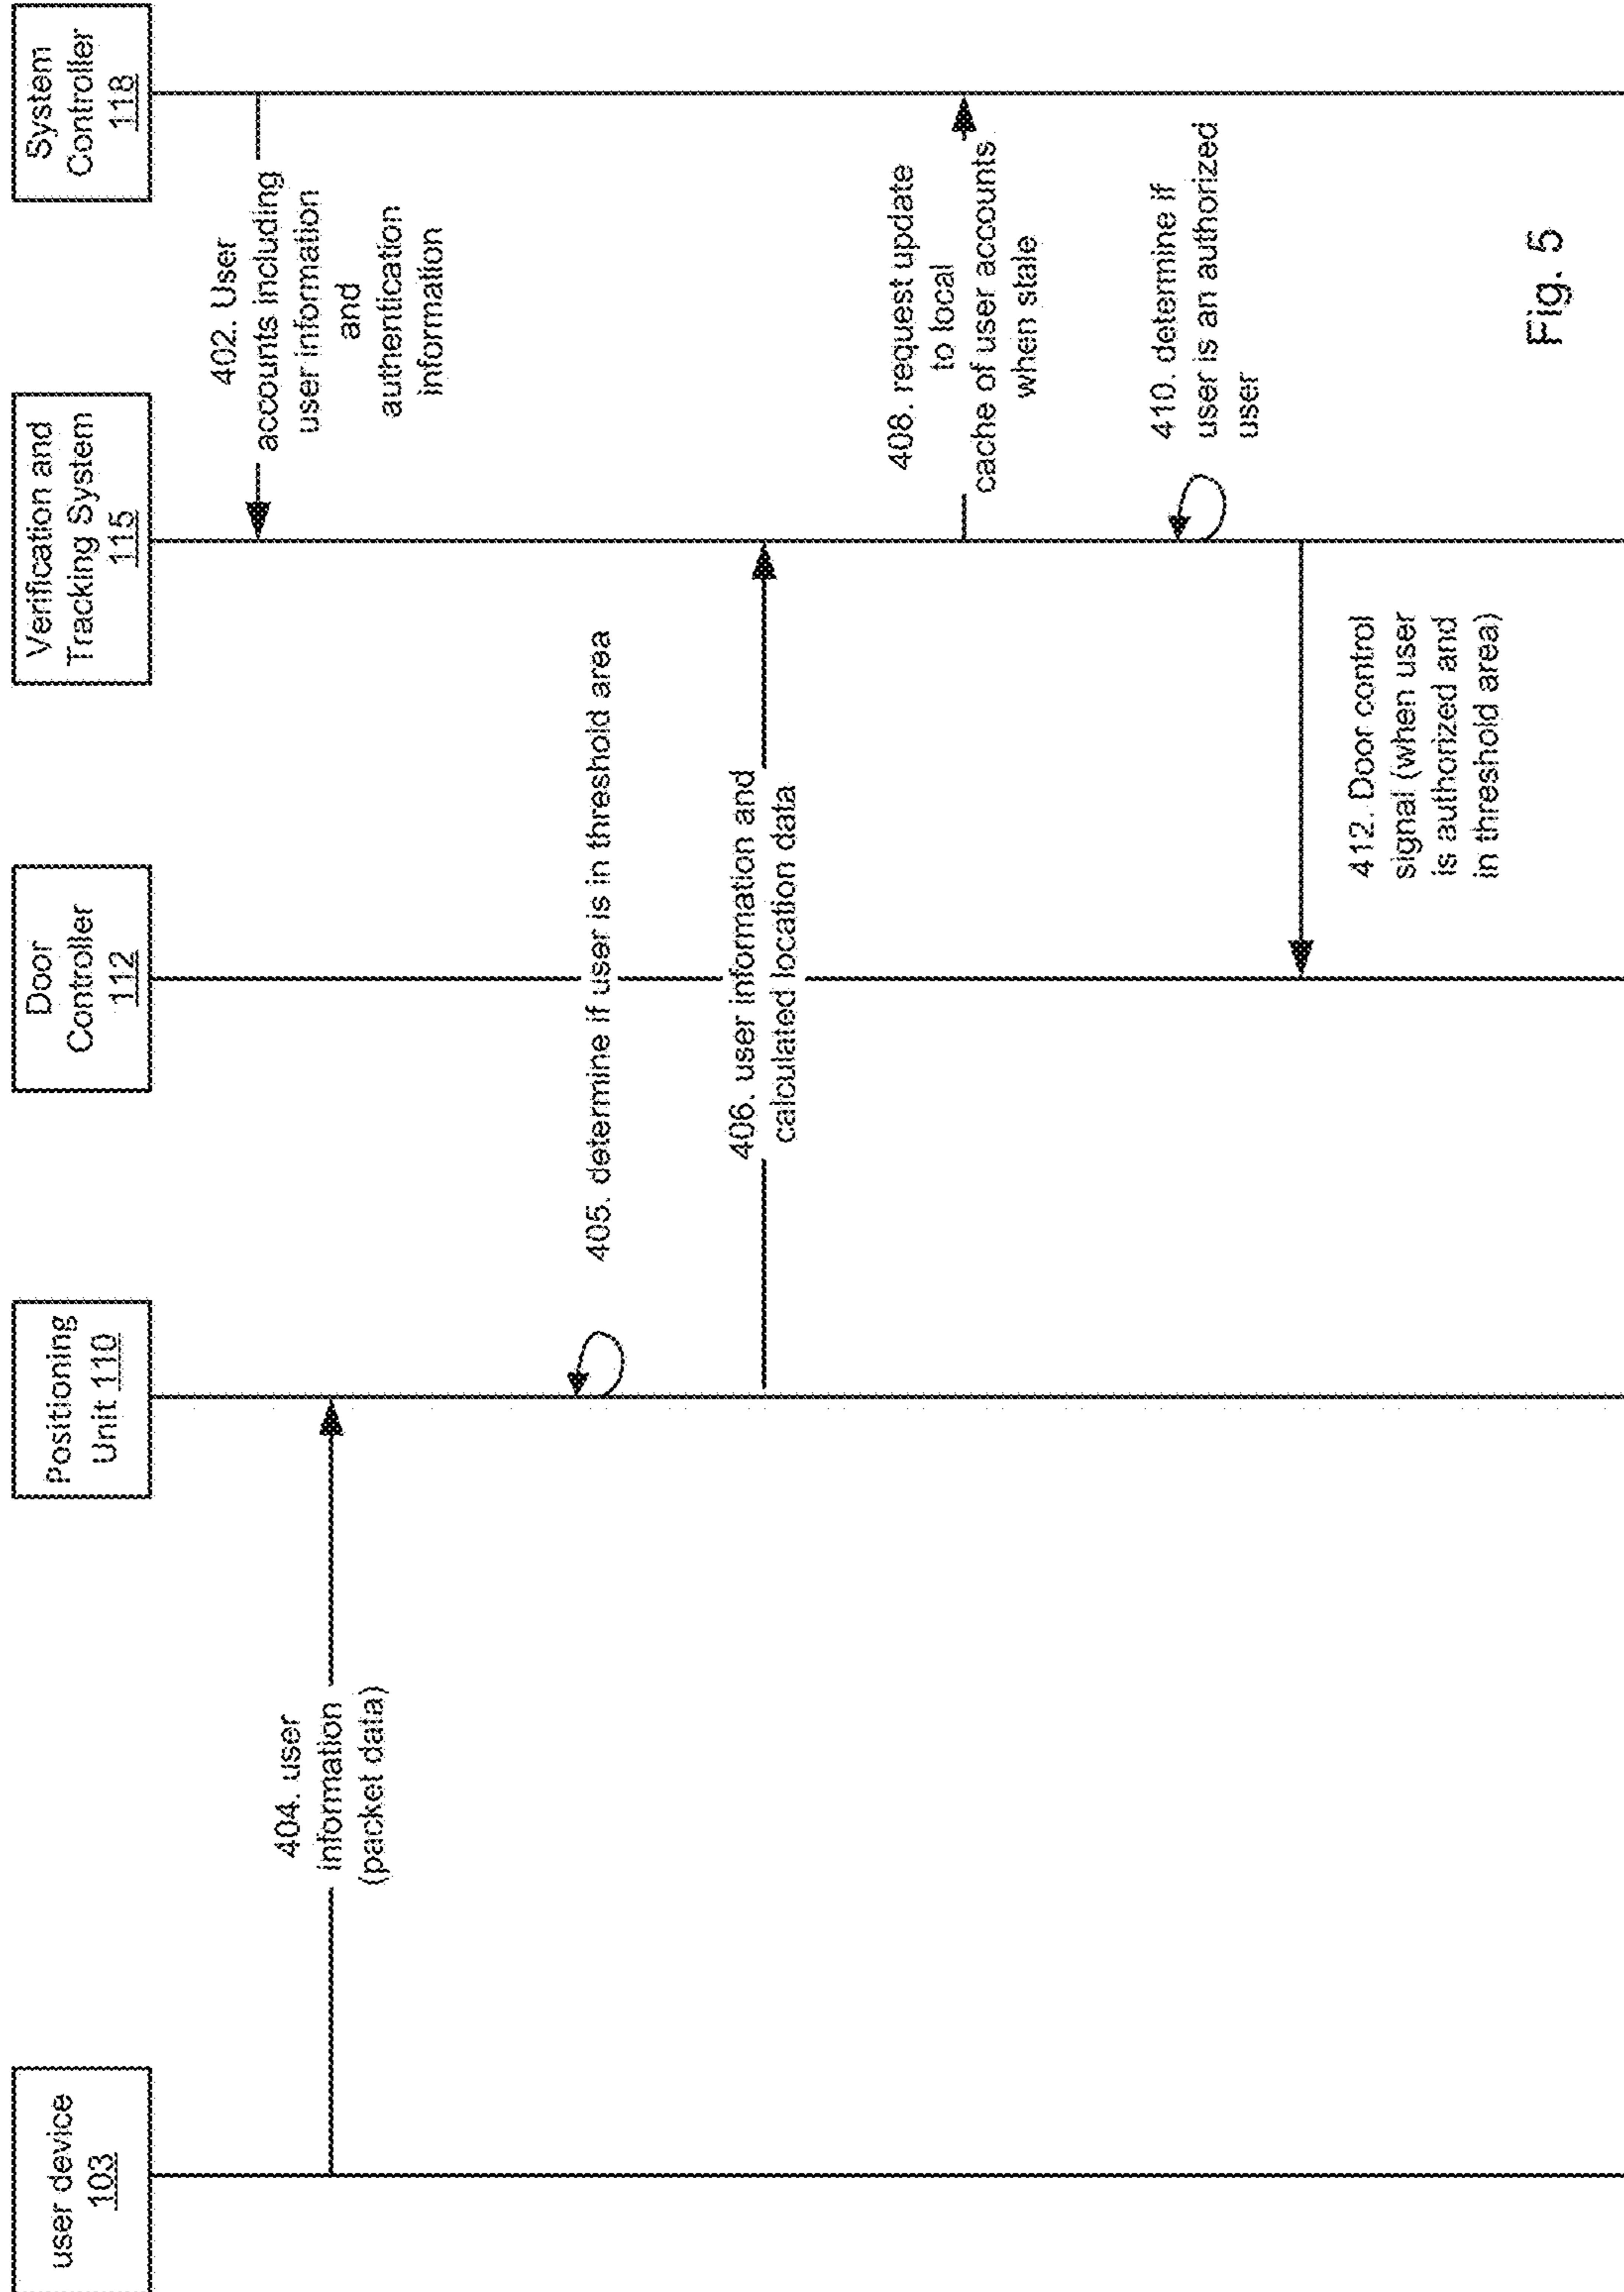 user device
103
Positioning
Unit 110
Door
Controller
112
Verification and
Tracking System
115
System
Controller
118
402. User
accounts including
user information
and
authentication
information
404. user
information
(packet data)
405. determine if user is in threshold area
406. user information and
calculated location data
408. request update
to local
cache of user accounts
when stale
410. determine if
user is an authorized
user
412. Door control
signal (when user
is authorized and
in threshold area)
Fig. 5